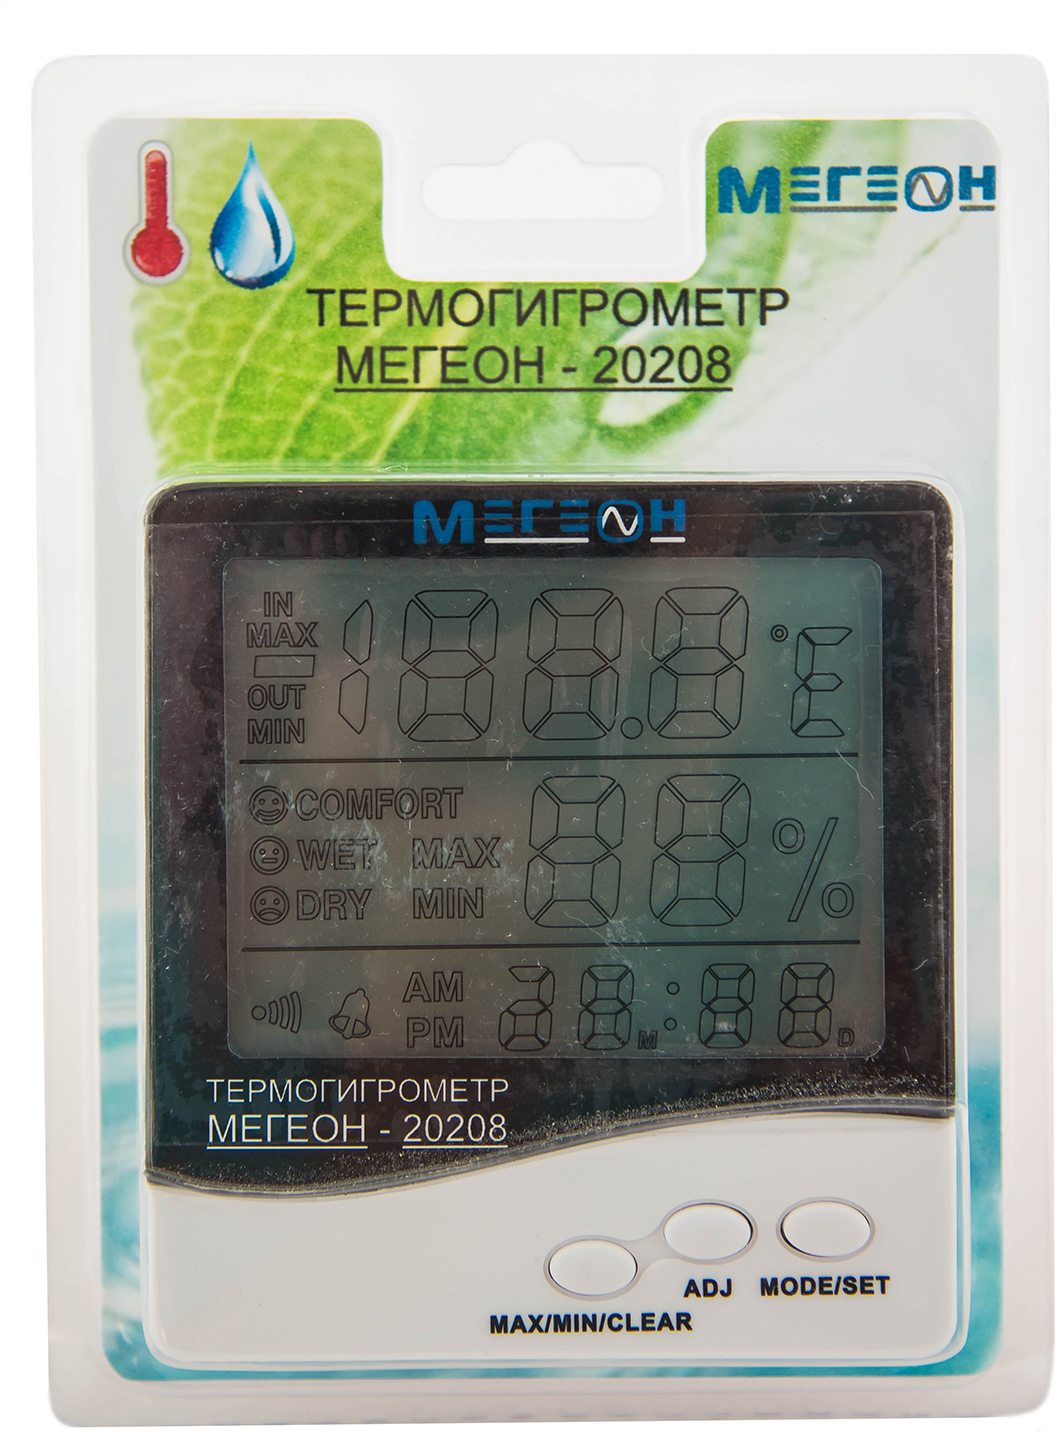 МЕГЕОН
ТЕРМОГИГРОМЕТР
МЕГЕОН - 20208
МЕГЕОН
IN
MAX
OUT
MIN
188.8 °E
COMFORT
WET MAX
DRY MIN
88 %
AM
PM
28 M : 88 D
ТЕРМОГИГРОМЕТР
МЕГЕОН - 20208
ADJ MODE/SET
MAX/MIN/CLEAR